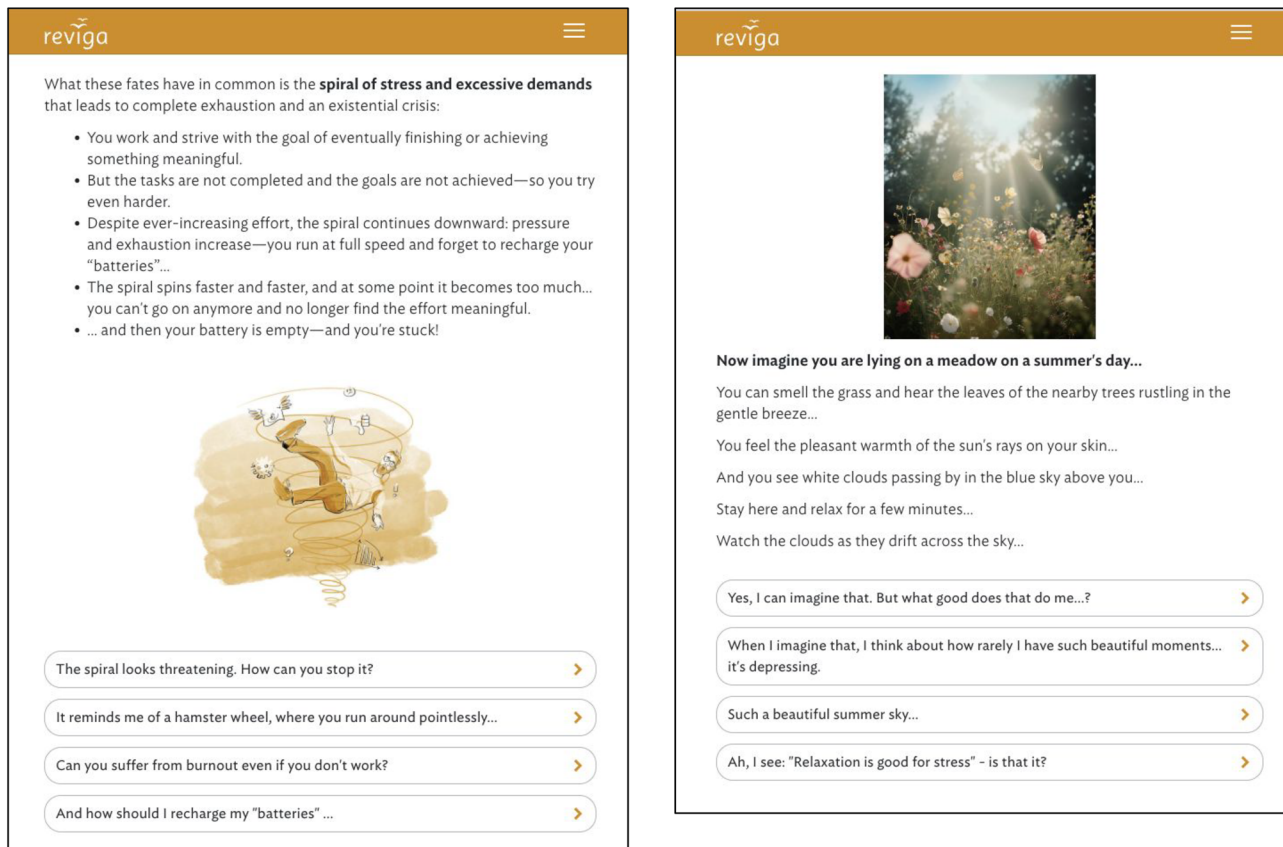 reviga
What these fates have in common is the spiral of stress and excessive demands
that leads to complete exhaustion and an existential crisis:
• You work and strive with the goal of eventually finishing or achieving
something meaningful.
• But the tasks are not completed and the goals are not achieved—so you try
even harder.
• Despite ever-increasing effort, the spiral continues downward: pressure
and exhaustion increase—you run at full speed and forget to recharge your
“batteries”...
• The spiral spins faster and faster, and at some point it becomes too much...
you can't go on anymore and no longer find the effort meaningful.
• ... and then your battery is empty—and you're stuck!
The spiral looks threatening. How can you stop it?
It reminds me of a hamster wheel, where you run around pointlessly...
Can you suffer from burnout even if you don't work?
And how should I recharge my "batteries" ...
reviga
Now imagine you are lying on a meadow on a summer's day...
You can smell the grass and hear the leaves of the nearby trees rustling in the
gentle breeze...
You feel the pleasant warmth of the sun's rays on your skin...
And you see white clouds passing by in the blue sky above you...
Stay here and relax for a few minutes...
Watch the clouds as they drift across the sky...
Yes, I can imagine that. But what good does that do me...?
When I imagine that, I think about how rarely I have such beautiful moments...
it's depressing.
Such a beautiful summer sky...
Ah, I see: "Relaxation is good for stress" - is that it?